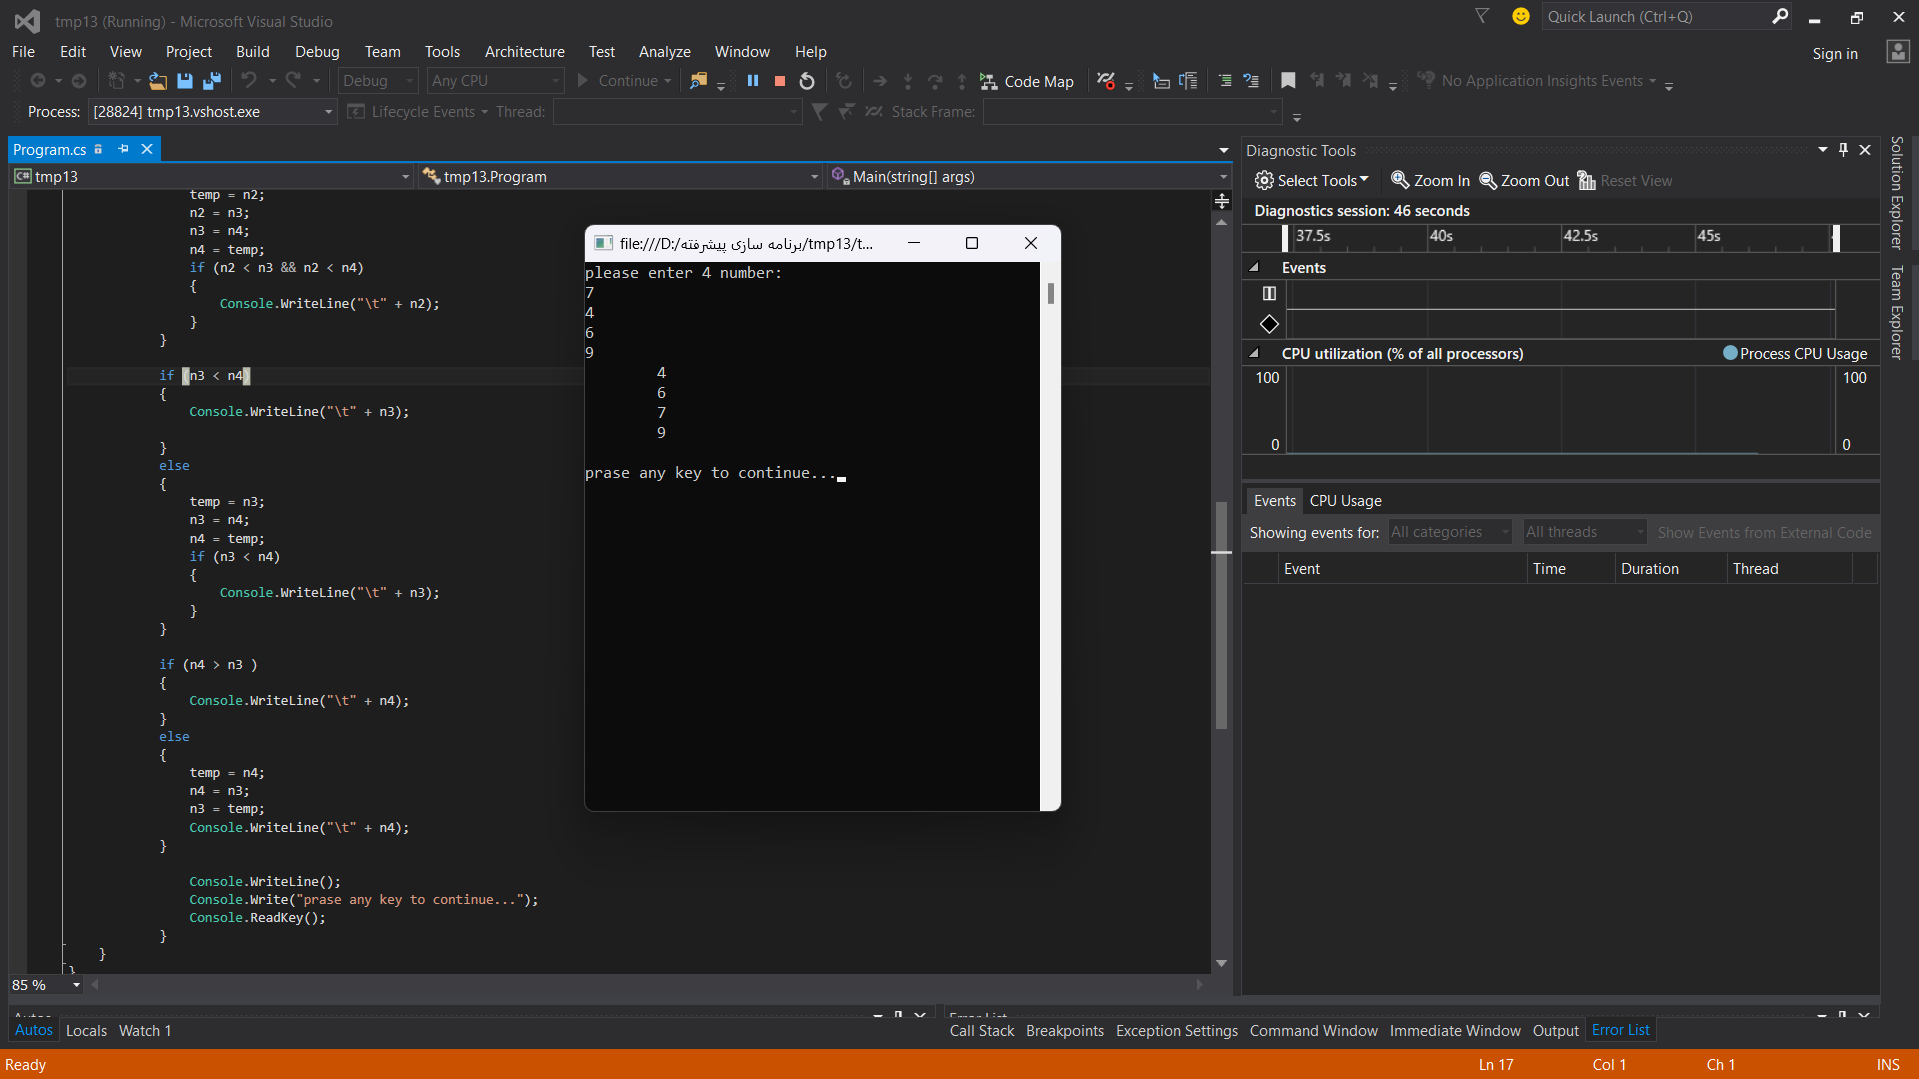 tmp13 (Running) - Microsoft Visual Studio
Quick Launch (Ctrl+Q)
File Edit View Project Build Debug Team Tools Architecture Test Analyze Window Help
Sign in
Debug Any CPU Continue Code Map No Application Insights Events
Process: [28824] tmp13.vshost.exe Lifecycle Events Thread: Stack Frame:
Program.cs
tmp13 tmp13.Program Main(string[] args)
temp = n2;
n2 = n3;
n3 = n4;
n4 = temp;
if (n2 < n3 && n2 < n4)
{
Console.WriteLine("\t" + n2);
}
}
if (n3 < n4)
{
Console.WriteLine("\t" + n3);
}
else
{
temp = n3;
n3 = n4;
n4 = temp;
if (n3 < n4)
{
Console.WriteLine("\t" + n3);
}
}
if (n4 > n3 )
{
Console.WriteLine("\t" + n4);
}
else
{
temp = n4;
n4 = n3;
n3 = temp;
Console.WriteLine("\t" + n4);
}
Console.WriteLine();
Console.Write("prase any key to continue...");
Console.ReadKey();
}
}
}
85 %
file:///D:/برنامه سازی پیشرفته/tmp13/t...
please enter 4 number:
7
4
6
9
4
6
7
9
prase any key to continue...
Diagnostic Tools
Select Tools Zoom In Zoom Out Reset View
Diagnostics session: 46 seconds
37.5s 40s 42.5s 45s
Events
CPU utilization (% of all processors) Process CPU Usage
100 100
0 0
Events CPU Usage
Showing events for: All categories All threads Show Events from External Code
Event Time Duration Thread
Solution Explorer
Team Explorer
Autos
Error List
Autos Locals Watch 1
Call Stack Breakpoints Exception Settings Command Window Immediate Window Output Error List
Ready Ln 17 Col 1 Ch 1 INS